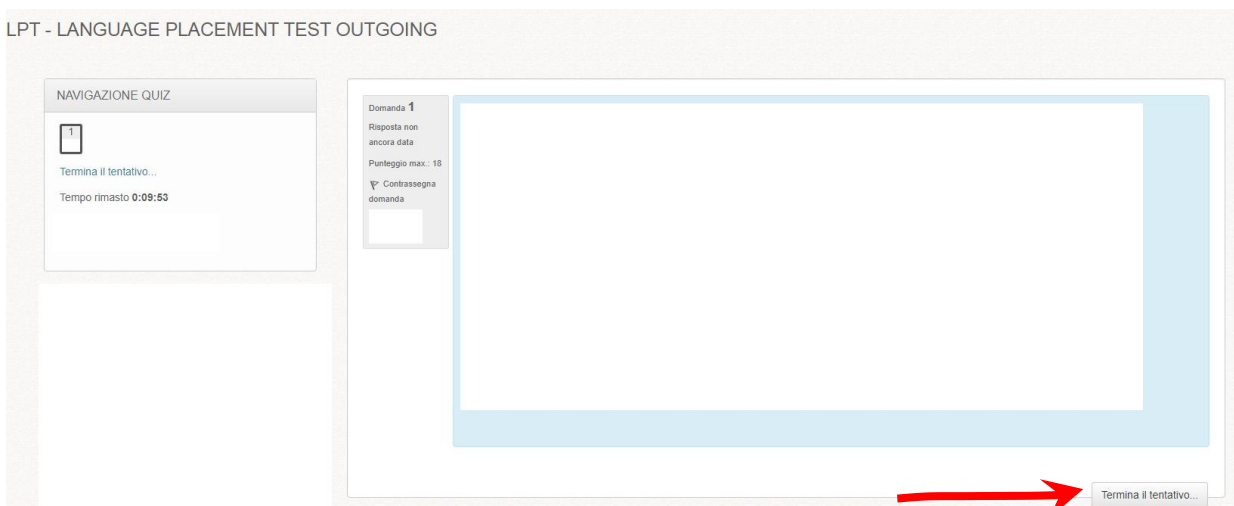 LPT - LANGUAGE PLACEMENT TEST OUTGOING
NAVIGAZIONE QUIZ
1
Termina il tentativo...
Tempo rimasto 0:09:53
Domanda 1
Risposta non
ancora data
Punteggio max.: 18
Contrassegna
domanda
Termina il tentativo...